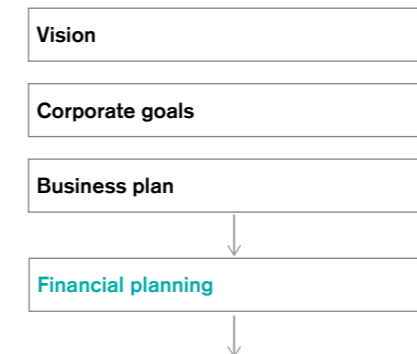 Vision
Corporate goals
Business plan
Financial planning